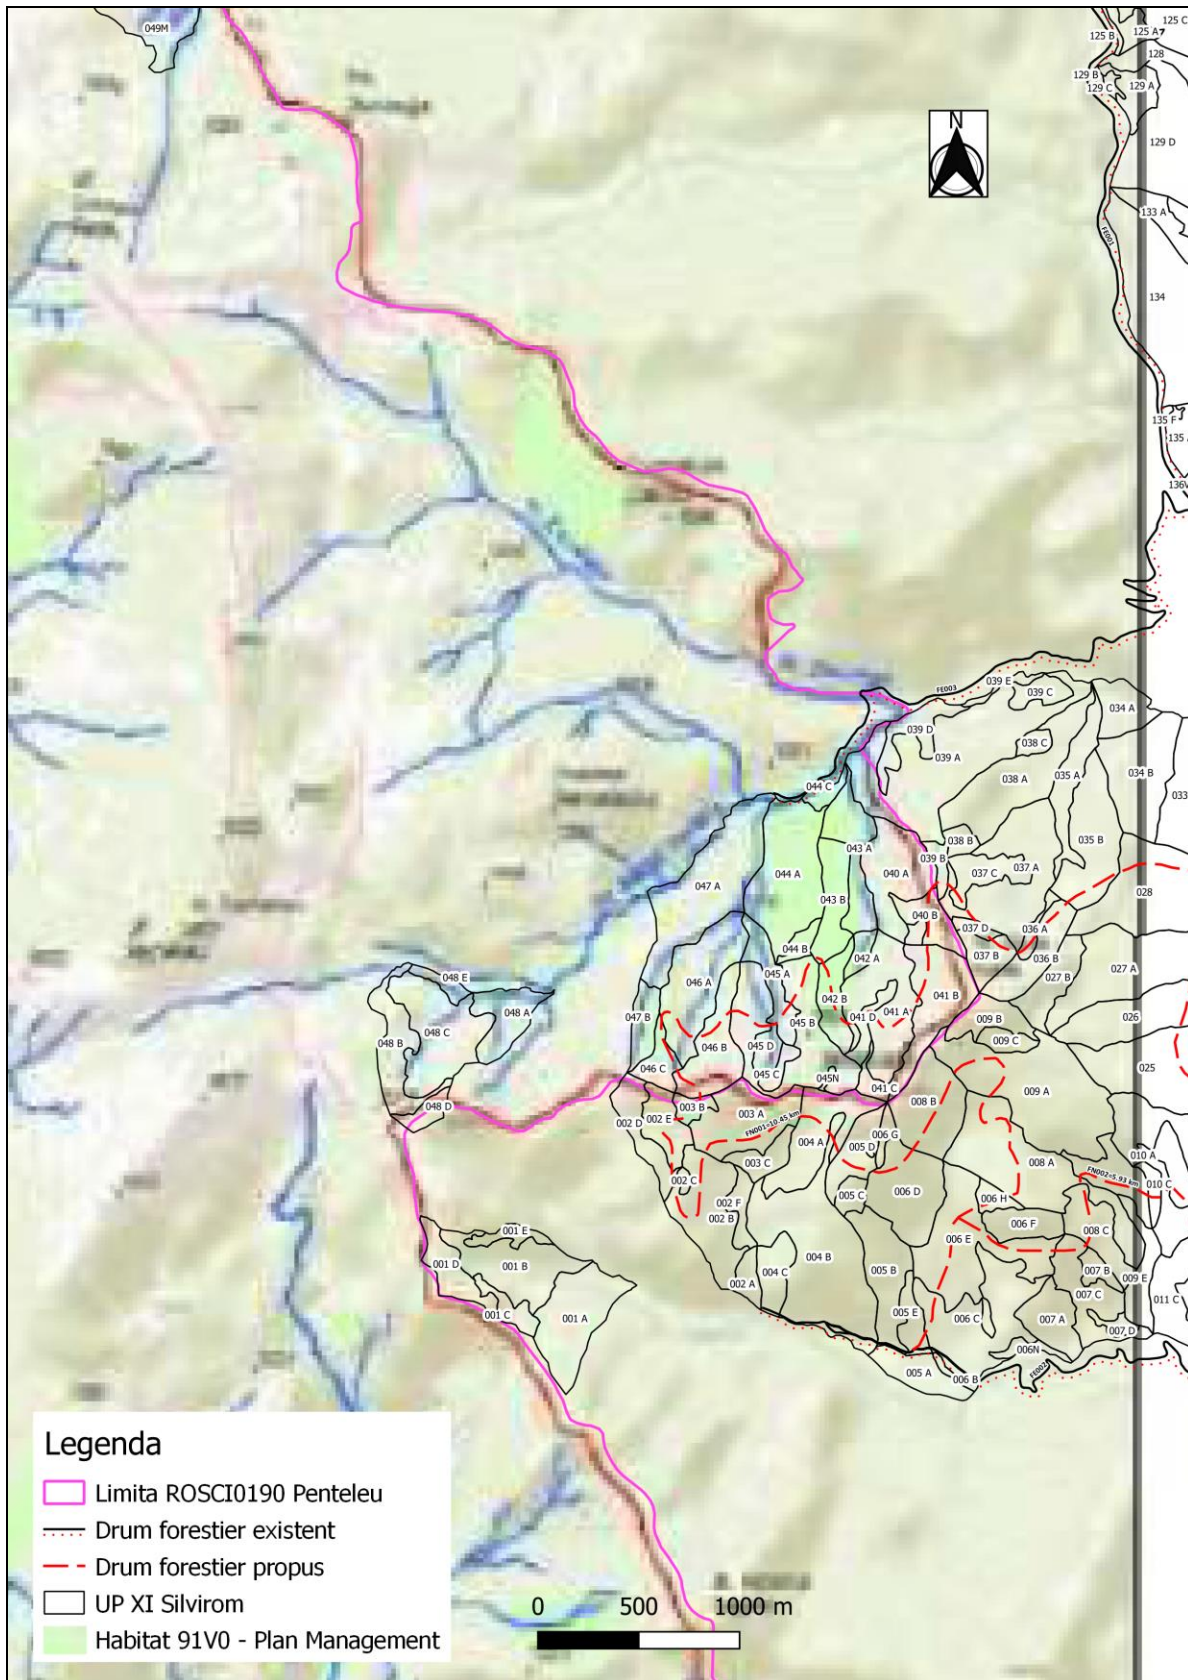 049M
125 C
125 B
125 A
128
129 B
129 C
129 A
129 D
N
133 A
FE001
134
135 F
135
136V
FE003
039 E
039 C
034 A
039 D
038 C
039 A
034 B
038 A
035 A
033
044 C
038 B
035 B
043 A
039 B
044 A
040 A
037 A
037 C
047 A
043 B
028
040 B
037 D
036 A
044 B
037 B
036 B
042 A
027 A
045 A
027 B
048 E
046 A
042 B
041 B
048 A
047 B
041 D
041 A
026
048 C
045 B
009 B
048 B
046 B
045 D
009 C
046 C
045 C
045N
041 C
025
009 A
048 D
003 B
008 B
002 D
002 E
003 A
FN001=10.45 km
006 G
004 A
005 D
010 A
003 C
008 A
FN002=5.93 km
002 C
010 C
005 C
006 D
006 H
002 F
002 B
006 F
008 C
001 E
006 E
001 D
001 B
004 B
005 B
007 B
004 C
009 E
002 A
007 C
011 C
001 C
001 A
005 E
006 C
007 A
007 D
006N
FE002
005 A
006 B
Legenda
Limita ROSCI0190 Penteleu
Drum forestier existent
Drum forestier propus
UP XI Silvirom
Habitat 91V0 - Plan Management
0 500 1000 m